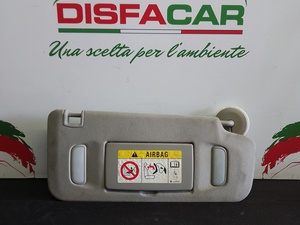 DISFACAR
Una scelta per l'ambiente
AIRBAG